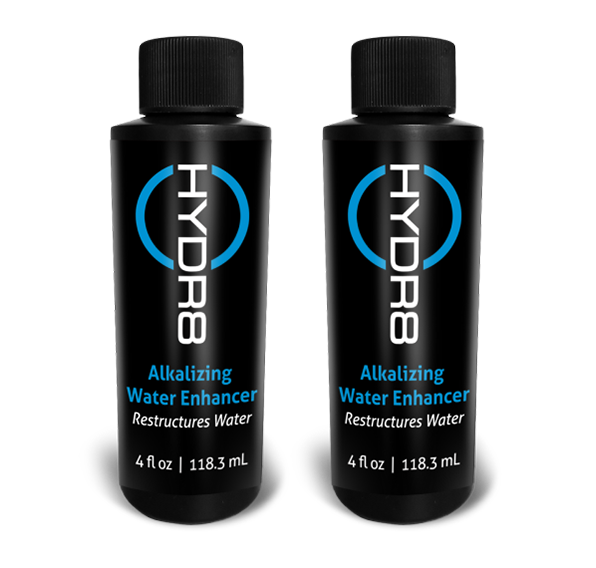 HYDR8
Alkalizing
Water Enhancer
Restructures Water
4 fl oz | 118.3 mL
HYDR8
Alkalizing
Water Enhancer
Restructures Water
4 fl oz | 118.3 mL